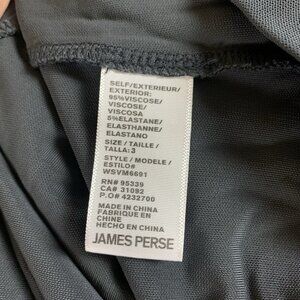 SELF/EXTERIEUR/
EXTERIOR:
95%VISCOSE/
VISCOSE/
VISCOSA
5%ELASTANE/
ELASTHANNE/
ELASTANO
SIZE / TAILLE /
TALLA: 3
STYLE / MODELE /
ESTILO#
WSVM6691
RN# 95339
CA# 31092
P.O# 4232700
MADE IN CHINA
FABRIQUE EN
CHINE
HECHO EN CHINA
JAMES PERSE